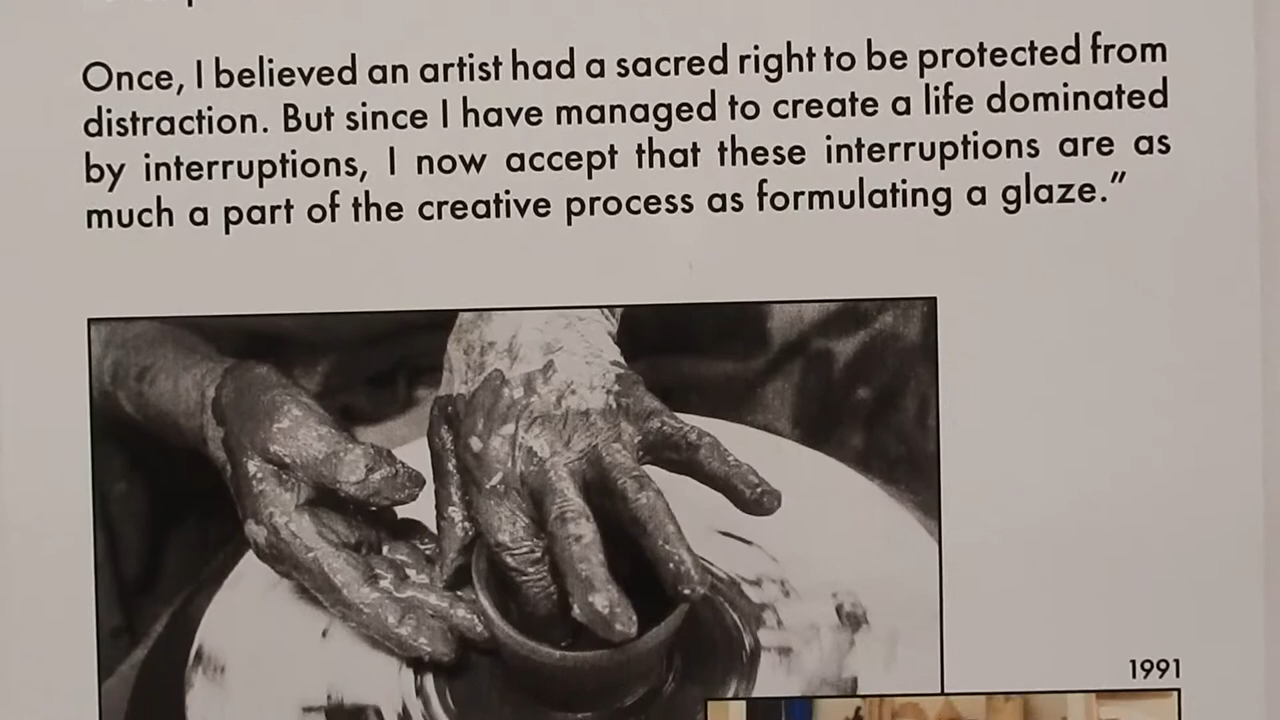 Once, I believed an artist had a sacred right to be protected from
distraction. But since I have managed to create a life dominated
by interruptions, I now accept that these interruptions are as
much a part of the creative process as formulating a glaze.”
1991